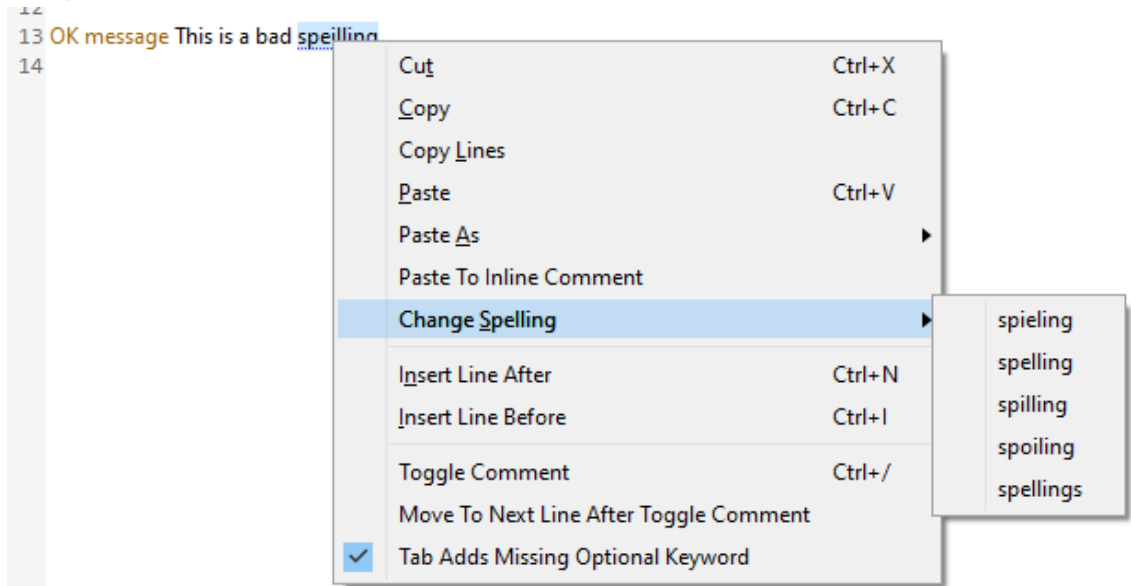 12
13 OK message This is a bad speilling
14
Cut Ctrl+X
Copy Ctrl+C
Copy Lines
Paste Ctrl+V
Paste As
Paste To Inline Comment
Change Spelling
spieling
spelling
spilling
spoiling
spellings
Insert Line After Ctrl+N
Insert Line Before Ctrl+I
Toggle Comment Ctrl+/
Move To Next Line After Toggle Comment
Tab Adds Missing Optional Keyword